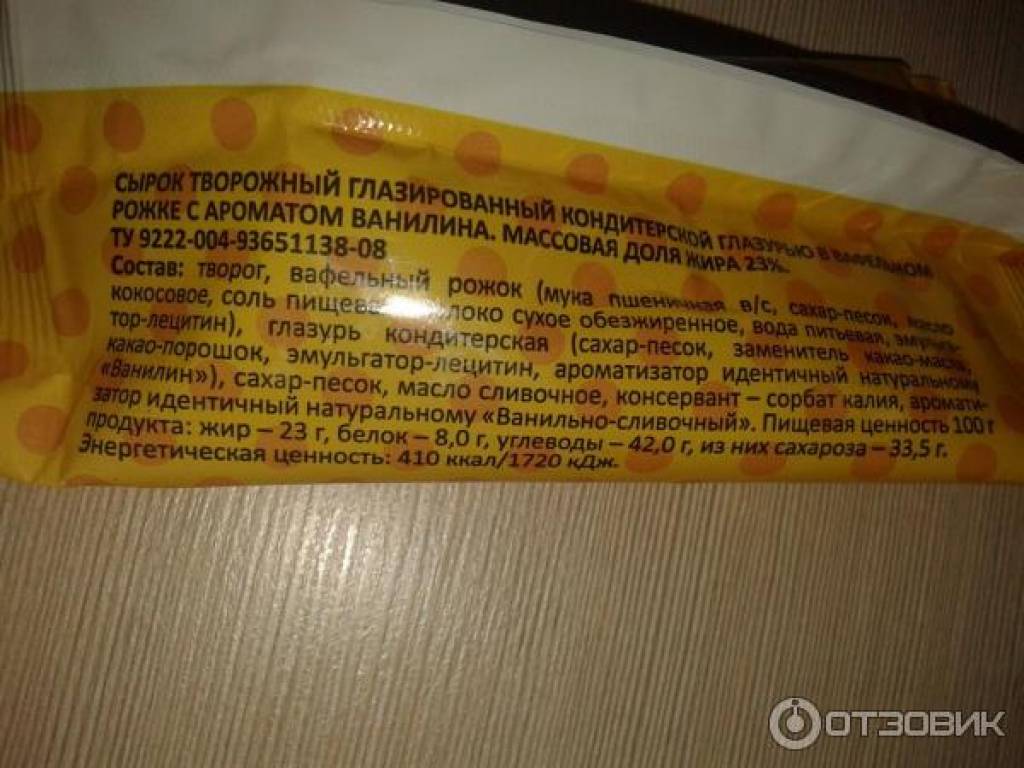 СЫРОК ТВОРОЖНЫЙ ГЛАЗИРОВАННЫЙ КОНДИТЕРСКОЙ ГЛАЗУРЬЮ В ВАФЕЛЬНОМ
РОЖКЕ С АРОМАТОМ ВАНИЛИНА. МАССОВАЯ ДОЛЯ ЖИРА 23%.
ТУ 9222-004-93651138-08
Состав: творог, вафельный рожок (мука пшеничная в/с, сахар-песок, масло
кокосовое, соль пищевая, молоко сухое обезжиренное, вода питьевая, эмульга-
тор-лецитин), глазурь кондитерская (сахар-песок, заменитель какао-масла,
какао-порошок, эмульгатор-лецитин, ароматизатор идентичный натуральному
«Ванилин»), сахар-песок, масло сливочное, консервант – сорбат калия, аромати-
затор идентичный натуральному «Ванильно-сливочный». Пищевая ценность 100 г
продукта: жир – 23 г, белок – 8,0 г, углеводы – 42,0 г, из них сахароза – 33,5 г.
Энергетическая ценность: 410 ккал/1720 кДж.
ОТЗОВИК